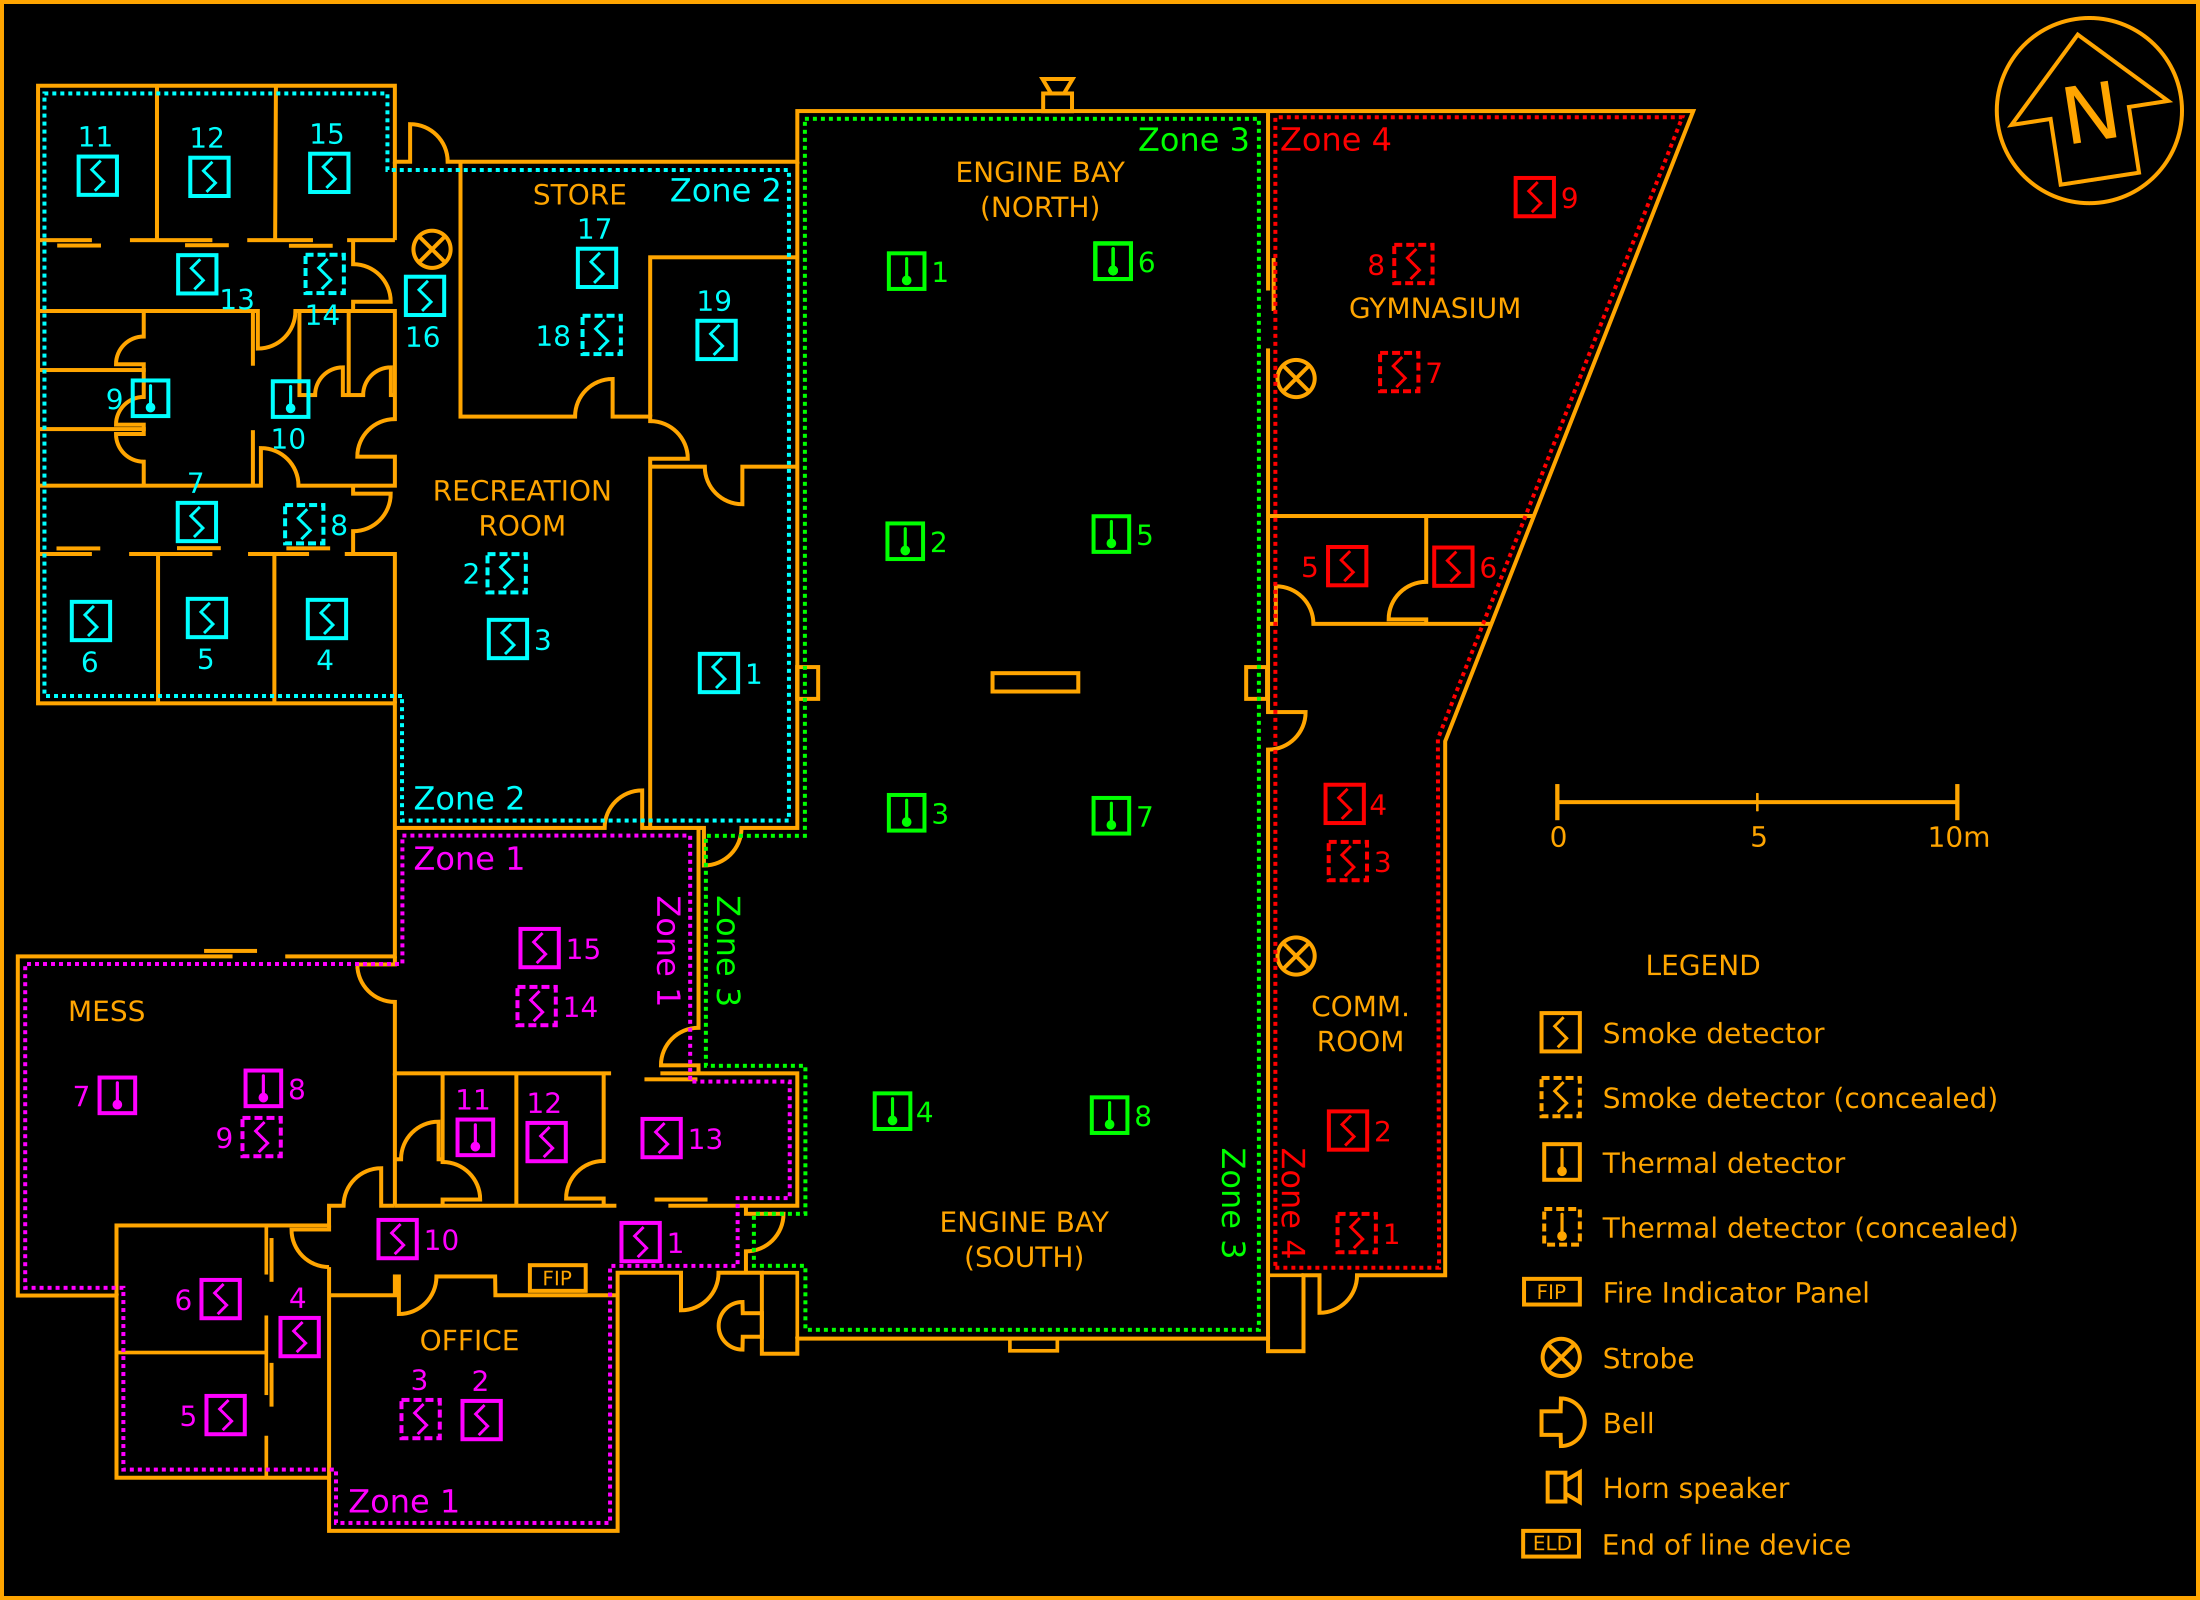 N
11
12
15
13
14
16
STORE
Zone 2
17
18
19
9
10
7
8
RECREATION
ROOM
2
3
6
5
4
1
Zone 2
ENGINE BAY
(NORTH)
Zone 3
1
6
2
5
3
7
4
8
ENGINE BAY
(SOUTH)
Zone 3
Zone 3
Zone 4
9
8
GYMNASIUM
7
5
6
4
3
COMM.
ROOM
2
1
Zone 4
Zone 1
Zone 1
15
14
MESS
7
8
9
11
12
13
10
1
FIP
6
4
5
OFFICE
3
2
Zone 1
0
5
10m
LEGEND
Smoke detector
Smoke detector (concealed)
Thermal detector
Thermal detector (concealed)
FIP Fire Indicator Panel
Strobe
Bell
Horn speaker
ELD End of line device